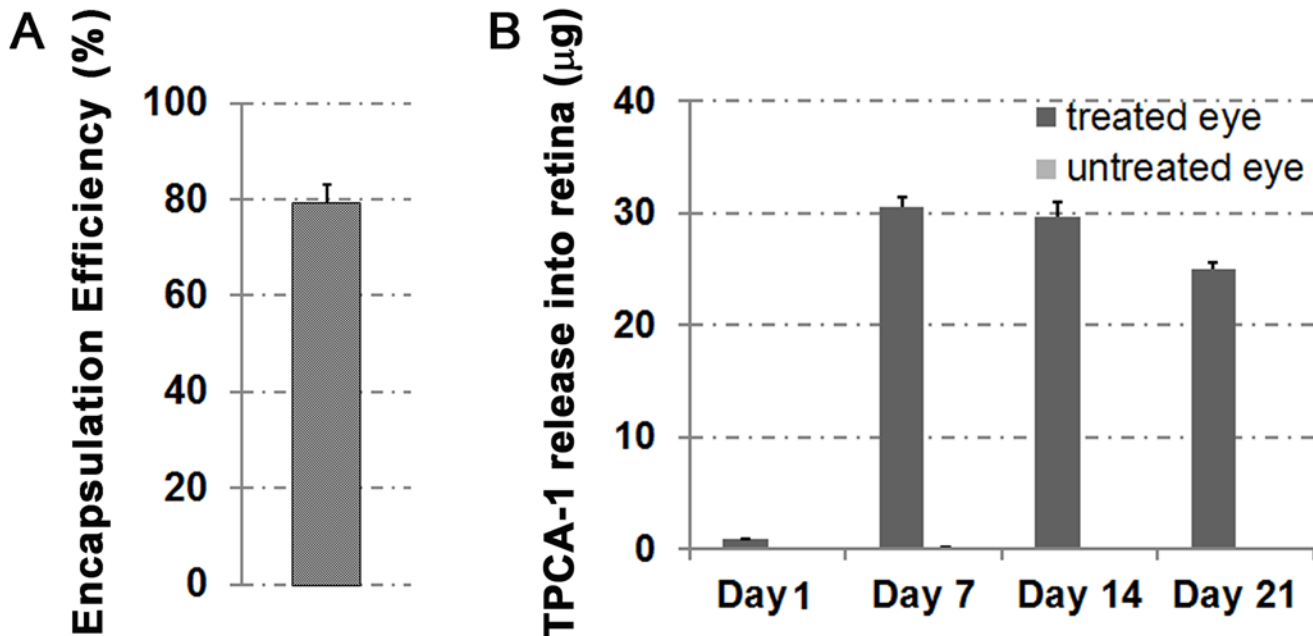 A
Encapsulation Efficiency (%)
100
80
60
40
20
0
B
TPCA-1 release into retina (μg)
40
30
20
10
0
treated eye
untreated eye
Day 1
Day 7
Day 14
Day 21